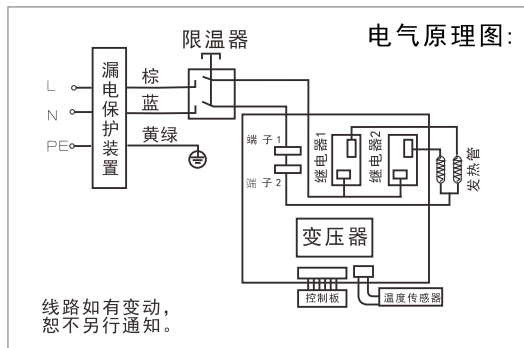 电气原理图:
限温器
L
N
PE
漏电保护装置
棕
蓝
黄绿
端子1
端子2
继电器1
继电器2
发热管
变压器
控制板
温度传感器
线路如有变动,
恕不另行通知。